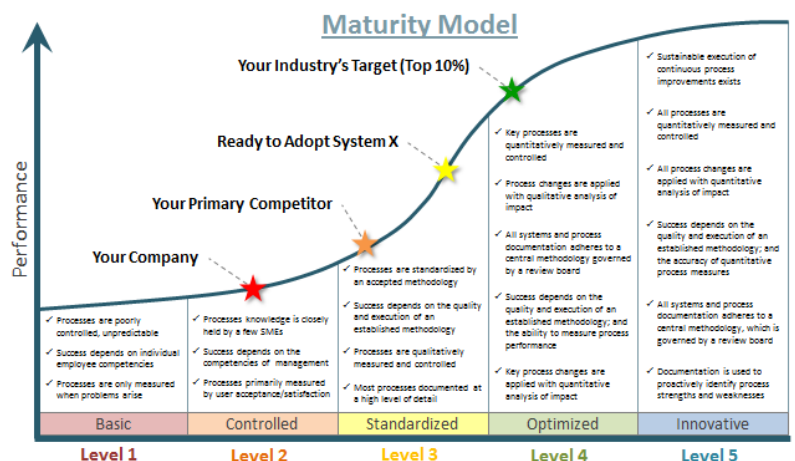 Maturity Model
Your Industry's Target (Top 10%)
Ready to Adopt System X
Your Primary Competitor
Your Company
Performance
✓ Processes are poorly
controlled, unpredictable
✓ Success depends on individual
employee competencies
✓ Processes are only measured
when problems arise
✓ Processes knowledge is closely
held by a few SMEs
✓ Success depends on the
competencies of management
✓ Processes primarily measured
by user acceptance/satisfaction
✓ Processes are standardized by
an accepted methodology
✓ Success depends on the quality
and execution of an
established methodology
✓ Processes are qualitatively
measured and controlled
✓ Most processes documented at
a high level of detail
✓ Key processes are
quantitatively measured and
controlled
✓ Process changes are applied
with qualitative analysis of
impact
✓ All systems and process
documentation adheres to a
central methodology governed
by a review board
✓ Success depends on the
quality and execution of an
established methodology; and
the ability to measure process
performance
✓ Key process changes are
applied with quantitative
analysis of impact
✓ Sustainable execution of
continuous process
improvements exists
✓ All processes are
quantitatively measured and
controlled
✓ All process changes are
applied with quantitative
analysis of impact
✓ Success depends on the
quality and execution of an
established methodology; and
the accuracy of quantitative
process measures
✓ All systems and process
documentation adheres to a
central methodology, which is
governed by a review board
✓ Documentation is used to
proactively identify process
strengths and weaknesses
Basic
Controlled
Standardized
Optimized
Innovative
Level 1
Level 2
Level 3
Level 4
Level 5